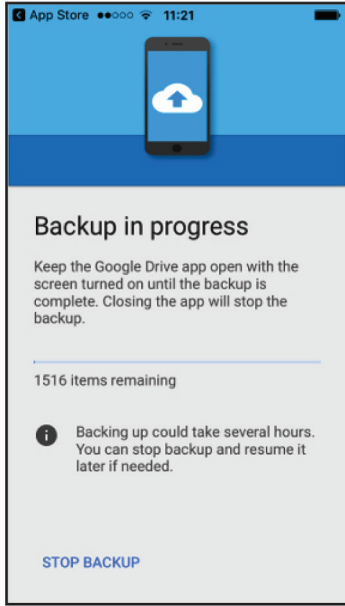 App Store 11:21
Backup in progress
Keep the Google Drive app open with the
screen turned on until the backup is
complete. Closing the app will stop the
backup.
1516 items remaining
Backing up could take several hours.
You can stop backup and resume it
later if needed.
STOP BACKUP